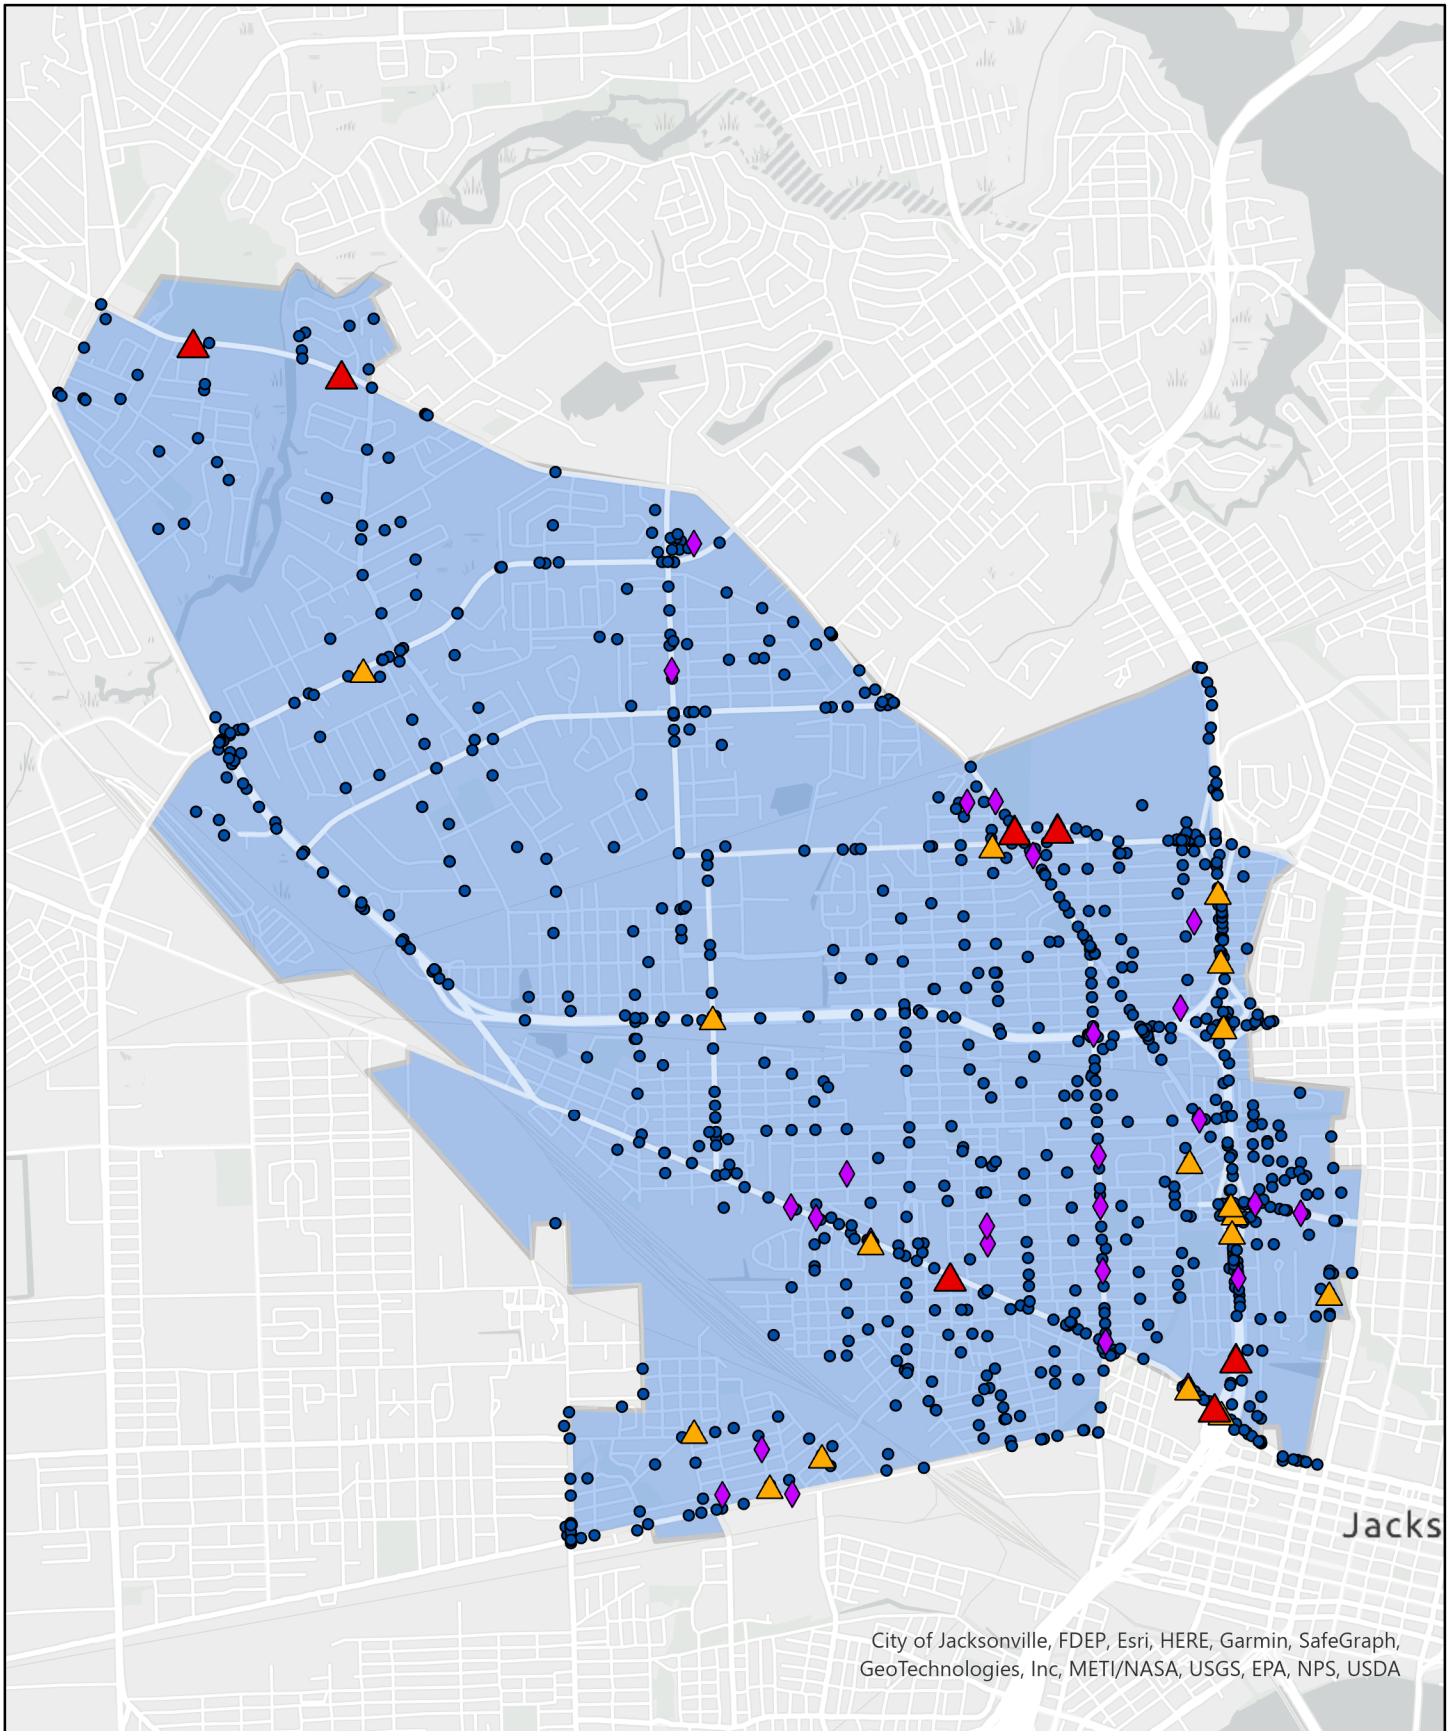 Jacks
City of Jacksonville, FDEP, Esri, HERE, Garmin, SafeGraph,
GeoTechnologies, Inc, METI/NASA, USGS, EPA, NPS, USDA